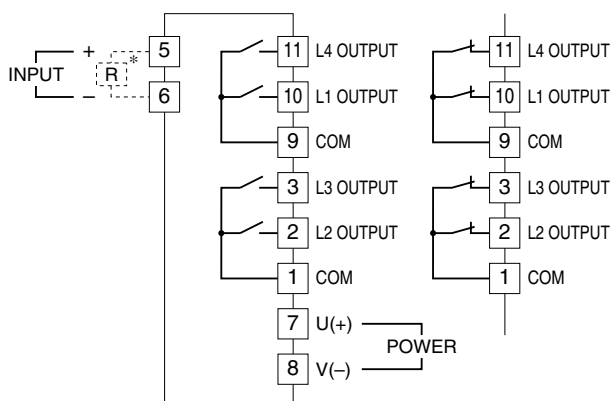 INPUT
+
–
R
*
5
6
11 L4 OUTPUT
10 L1 OUTPUT
9 COM
3 L3 OUTPUT
2 L2 OUTPUT
1 COM
7 U(+)
8 V(–)
POWER
11 L4 OUTPUT
10 L1 OUTPUT
9 COM
3 L3 OUTPUT
2 L2 OUTPUT
1 COM